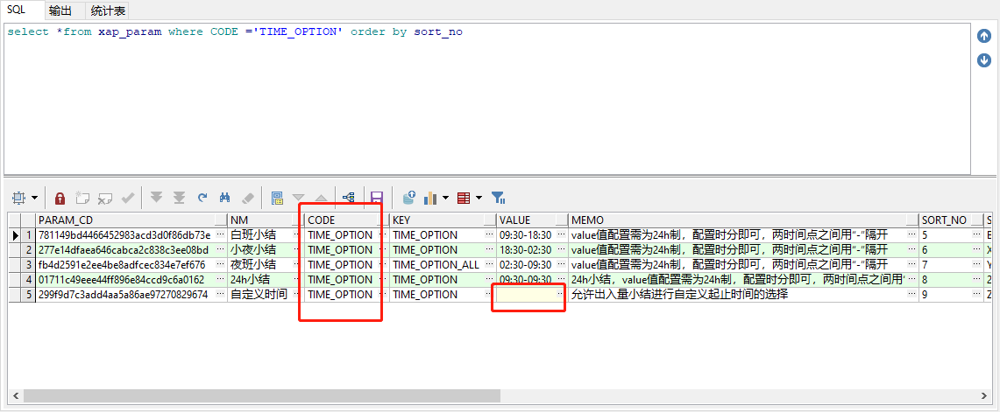 SQL 输出 统计表
select *from xap_param where CODE ='TIME_OPTION' order by sort_no
PARAM_CD NM CODE KEY VALUE MEMO SORT_NO S
1 781149bd4466452983acd3d0f86db73e 白班小结 TIME_OPTION TIME_OPTION 09:30-18:30 value值配置需为24h制，配置时分即可，两时间点之间用“-”隔开 5 E
2 277e14dfaea646cabca2c838c3ee08bd 小夜小结 TIME_OPTION TIME_OPTION 18:30-02:30 value值配置需为24h制，配置时分即可，两时间点之间用“-”隔开 6 X
3 fb4d2591e2ee4be8adfcec834e7ef676 夜班小结 TIME_OPTION TIME_OPTION_ALL 02:30-09:30 value值配置需为24h制，配置时分即可，两时间点之间用“-”隔开 7 Y
4 01711c49eee44ff896e84ccd9c6a0162 24h小结 TIME_OPTION TIME_OPTION 09:30-09:30 24h小结，value值配置需为24h制，配置时分即可，两时间点之间用“ 8 2
5 299f9d7c3add4aa5a86ae97270829674 自定义时间 TIME_OPTION TIME_OPTION 允许出入量小结进行自定义起止时间的选择 9 Z